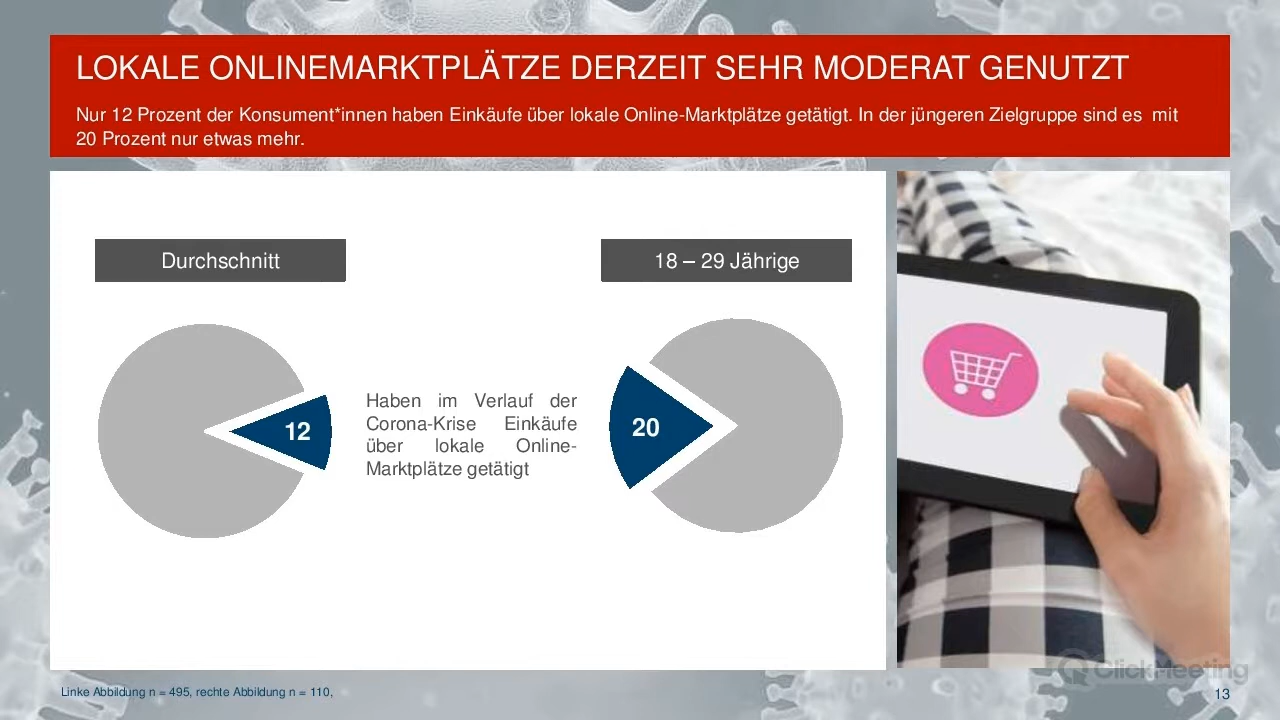 LOKALE ONLINEMARKTPLÄTZE DERZEIT SEHR MODERAT GENUTZT
Nur 12 Prozent der Konsument*innen haben Einkäufe über lokale Online-Marktplätze getätigt. In der jüngeren Zielgruppe sind es mit
20 Prozent nur etwas mehr.
Durchschnitt
18 – 29 Jährige
12
Haben im Verlauf der
Corona-Krise Einkäufe
über lokale Online-
Marktplätze getätigt
20
ClickMeeting
Linke Abbildung n = 495, rechte Abbildung n = 110,
13